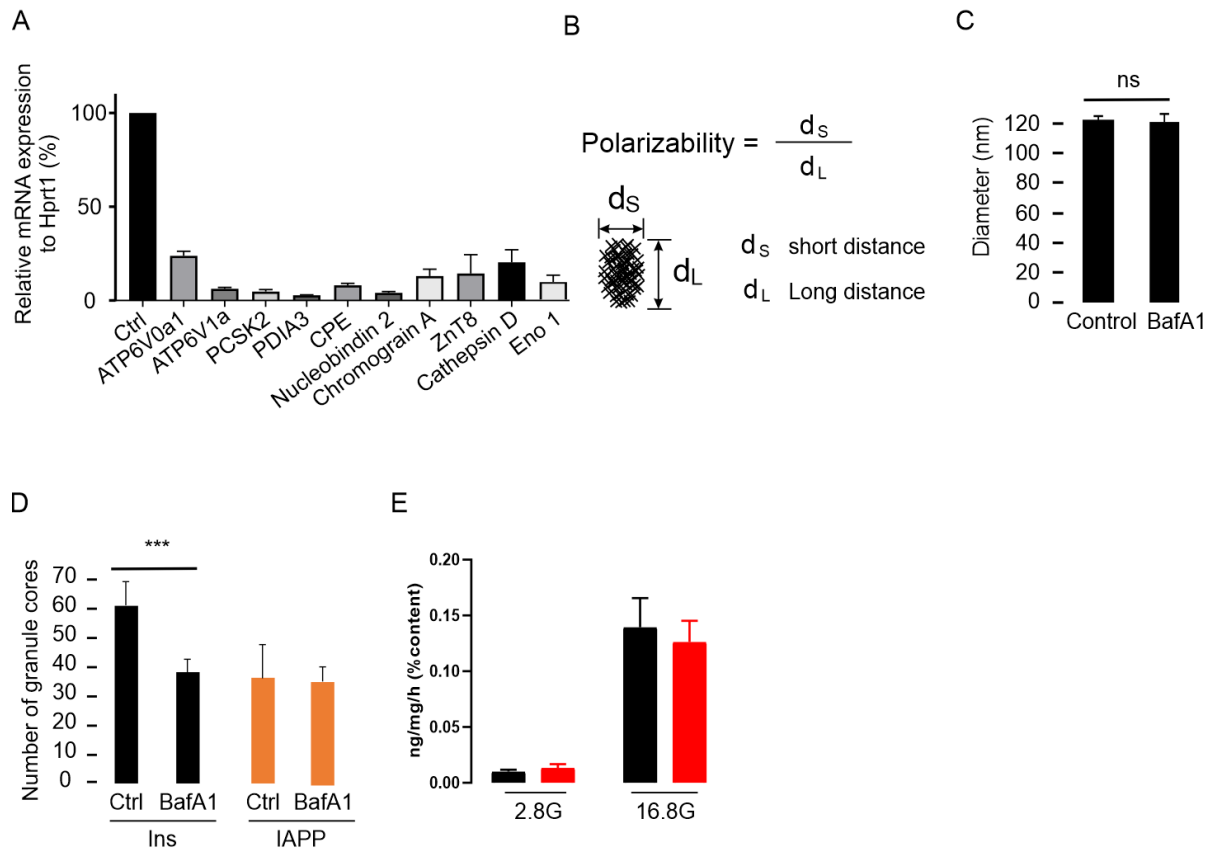 A
Relative mRNA expression
to Hprt1 (%)
100
50
0
Ctrl
ATP6V0a1
ATP6V1a
PCSK2
PDIA3
CPE
Nucleobindin 2
Chromograin A
ZnT8
Cathepsin D
Eno 1
B
Polarizability = dS
dL
dS
dL
dS short distance
dL Long distance
C
ns
Diameter (nm)
120
100
80
60
40
20
0
Control BafA1
D
***
Number of granule cores
70
60
50
40
30
20
10
0
Ctrl BafA1 Ctrl BafA1
Ins IAPP
E
ng/mg/h (%content)
0.20
0.15
0.10
0.05
0.00
2.8G 16.8G